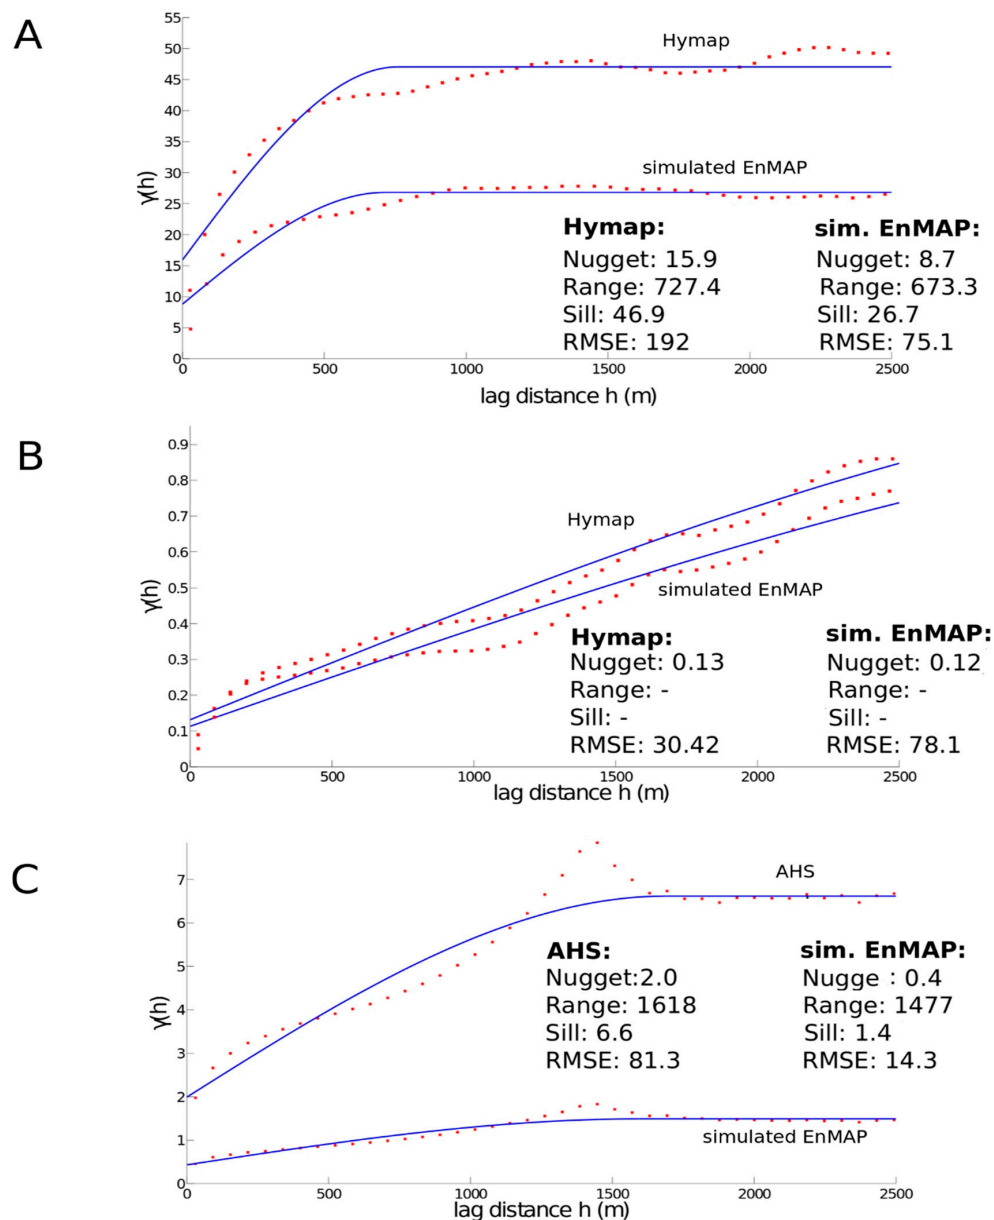 A
55
50
45
40
35
30
25
20
15
10
5
0
γ(h)
Hymap
simulated EnMAP
Hymap:
Nugget: 15.9
Range: 727.4
Sill: 46.9
RMSE: 192
sim. EnMAP:
Nugget: 8.7
Range: 673.3
Sill: 26.7
RMSE: 75.1
0 500 1000 1500 2000 2500
lag distance h (m)
B
0.9
0.8
0.7
0.6
0.5
0.4
0.3
0.2
0.1
0
γ(h)
Hymap
simulated EnMAP
Hymap:
Nugget: 0.13
Range: -
Sill: -
RMSE: 30.42
sim. EnMAP:
Nugget: 0.12
Range: -
Sill: -
RMSE: 78.1
0 500 1000 1500 2000 2500
lag distance h (m)
C
7
6
5
4
3
2
1
0
γ(h)
AHS
AHS:
Nugget:2.0
Range: 1618
Sill: 6.6
RMSE: 81.3
sim. EnMAP:
Nugge : 0.4
Range: 1477
Sill: 1.4
RMSE: 14.3
simulated EnMAP
0 500 1000 1500 2000 2500
lag distance h (m)